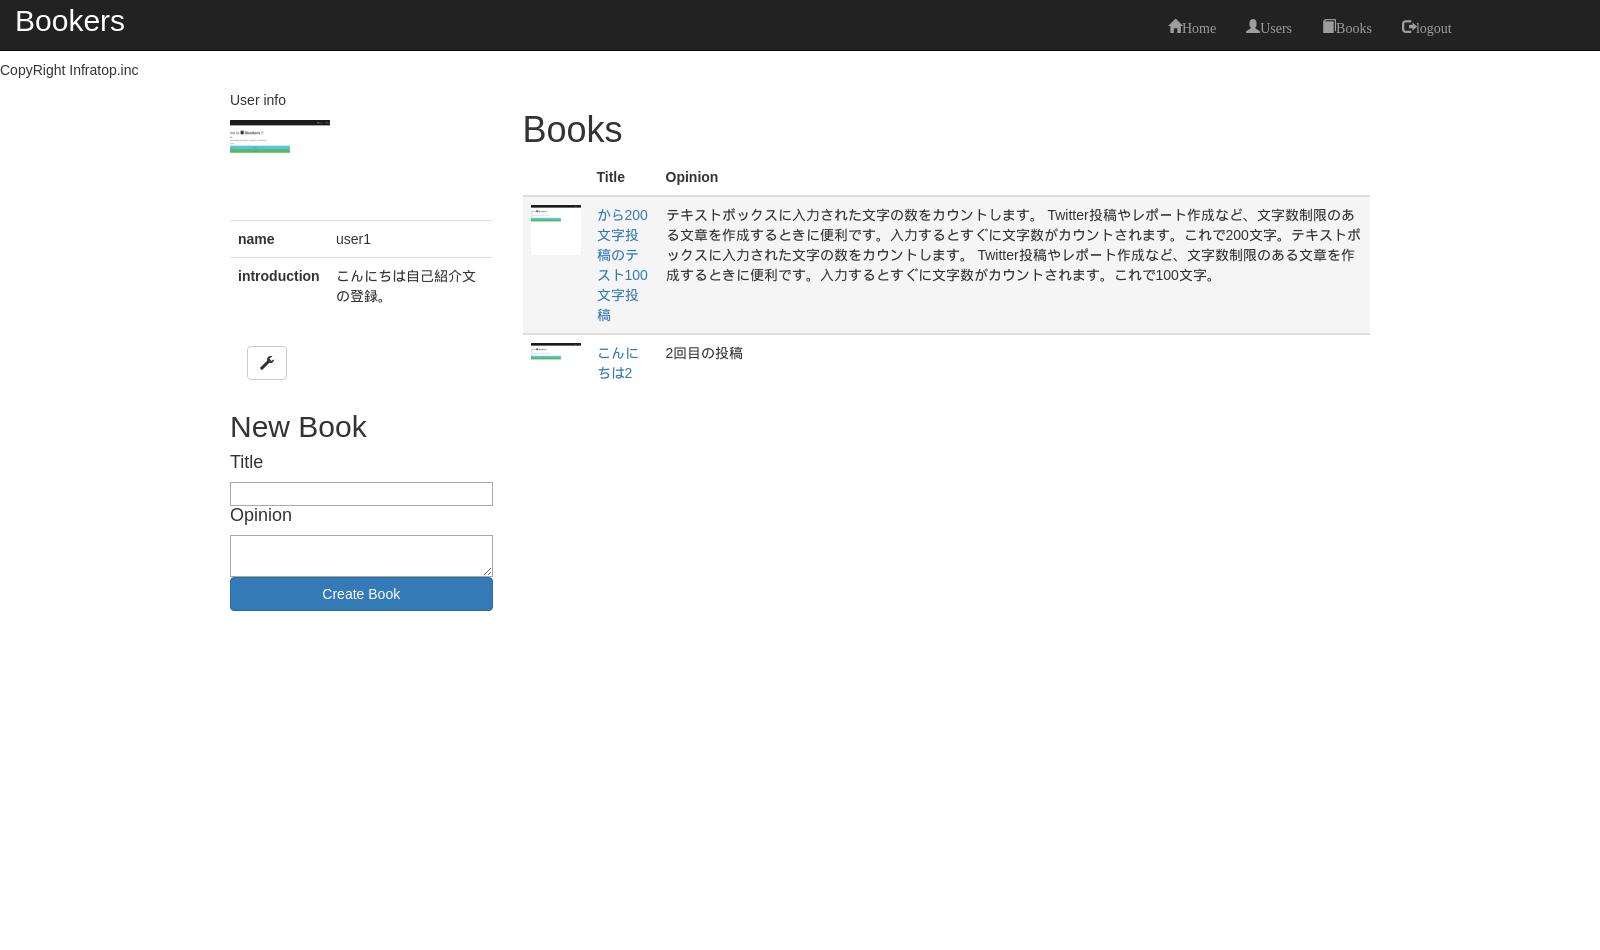 Bookers
Home Users Books logout
CopyRight Infratop.inc
User info
name user1
introduction こんにちは自己紹介文
の登録。
New Book
Title
Opinion
Create Book
Books
Title Opinion
から200
文字投
稿のテ
スト100
文字投
稿
テキストボックスに入力された文字の数をカウントします。 Twitter投稿やレポート作成など、文字数制限のあ
る文章を作成するときに便利です。入力するとすぐに文字数がカウントされます。これで200文字。テキストボ
ックスに入力された文字の数をカウントします。 Twitter投稿やレポート作成など、文字数制限のある文章を作
成するときに便利です。入力するとすぐに文字数がカウントされます。これで100文字。
こんに
ちは2
2回目の投稿